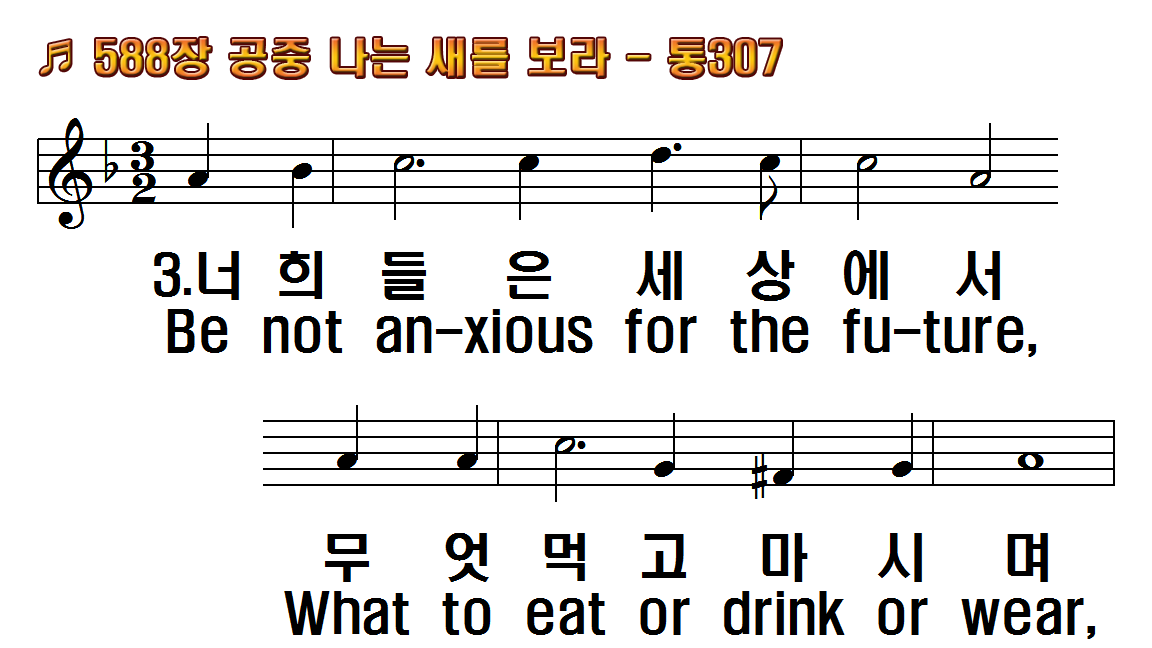 ♬ 588장 공중 나는 새를 보라 - 통307
3.너 희 들 은 세 상 에 서
Be not an-xious for the fu-ture,
무 엇 먹 고 마 시 며
What to eat or drink or wear,